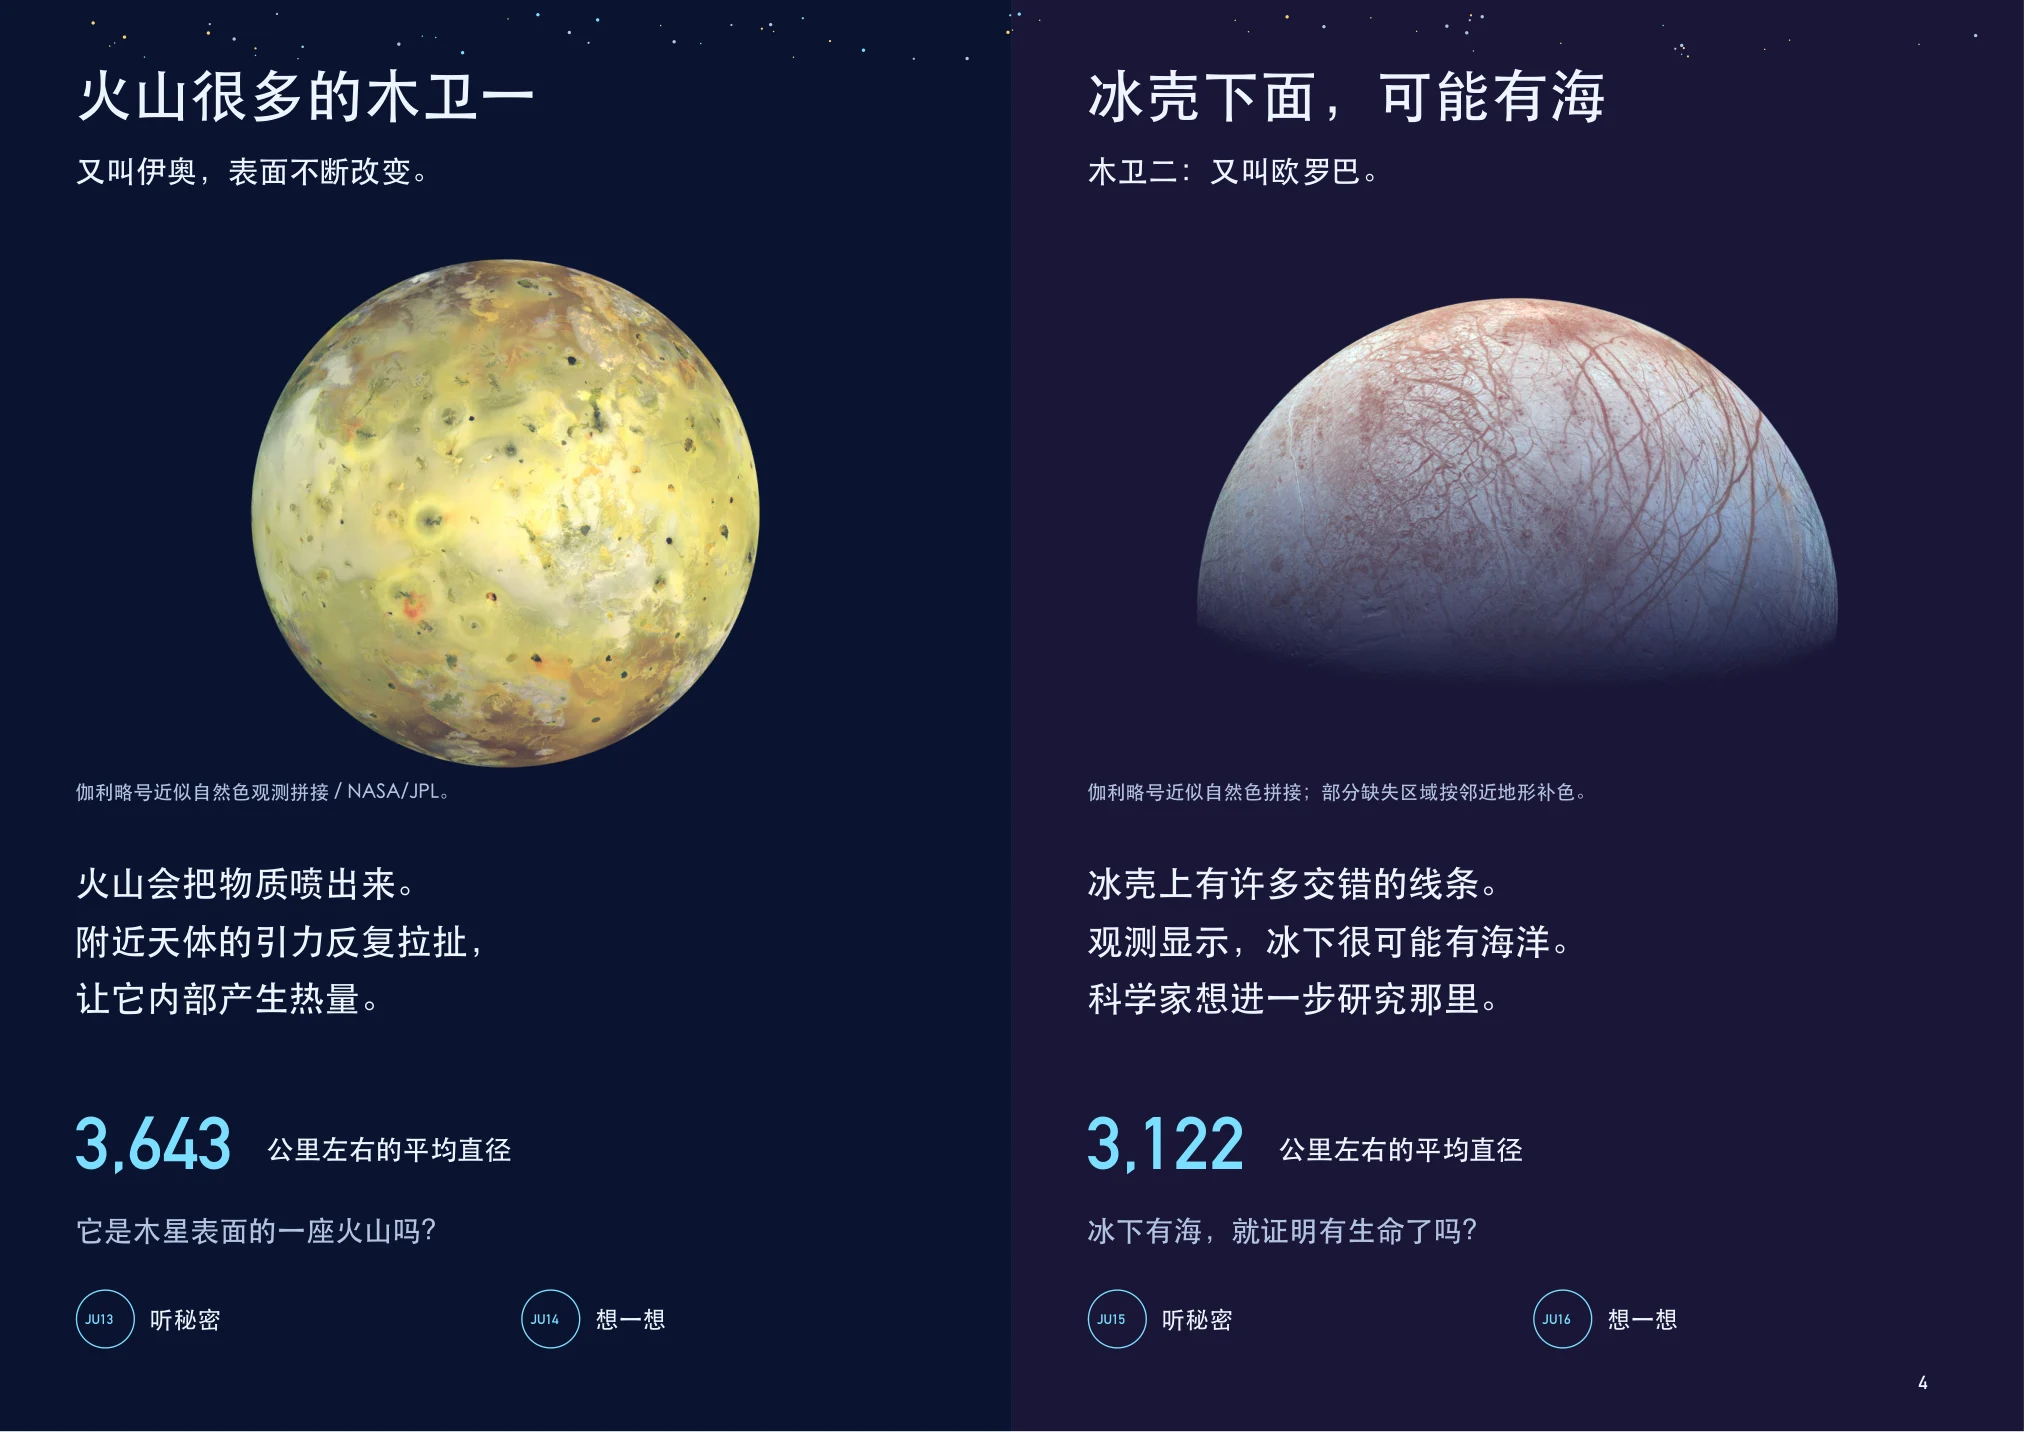 火山很多的木卫一
又叫伊奥，表面不断改变。
伽利略号近似自然色观测拼接 / NASA/JPL。
火山会把物质喷出来。
附近天体的引力反复拉扯，
让它内部产生热量。
3,643 公里左右的平均直径
它是木星表面的一座火山吗？
JU13 听秘密
JU14 想一想
冰壳下面，可能有海
木卫二：又叫欧罗巴。
伽利略号近似自然色拼接；部分缺失区域按邻近地形补色。
冰壳上有许多交错的线条。
观测显示，冰下很可能有海洋。
科学家想进一步研究那里。
3,122 公里左右的平均直径
冰下有海，就证明有生命了吗？
JU15 听秘密
JU16 想一想
4